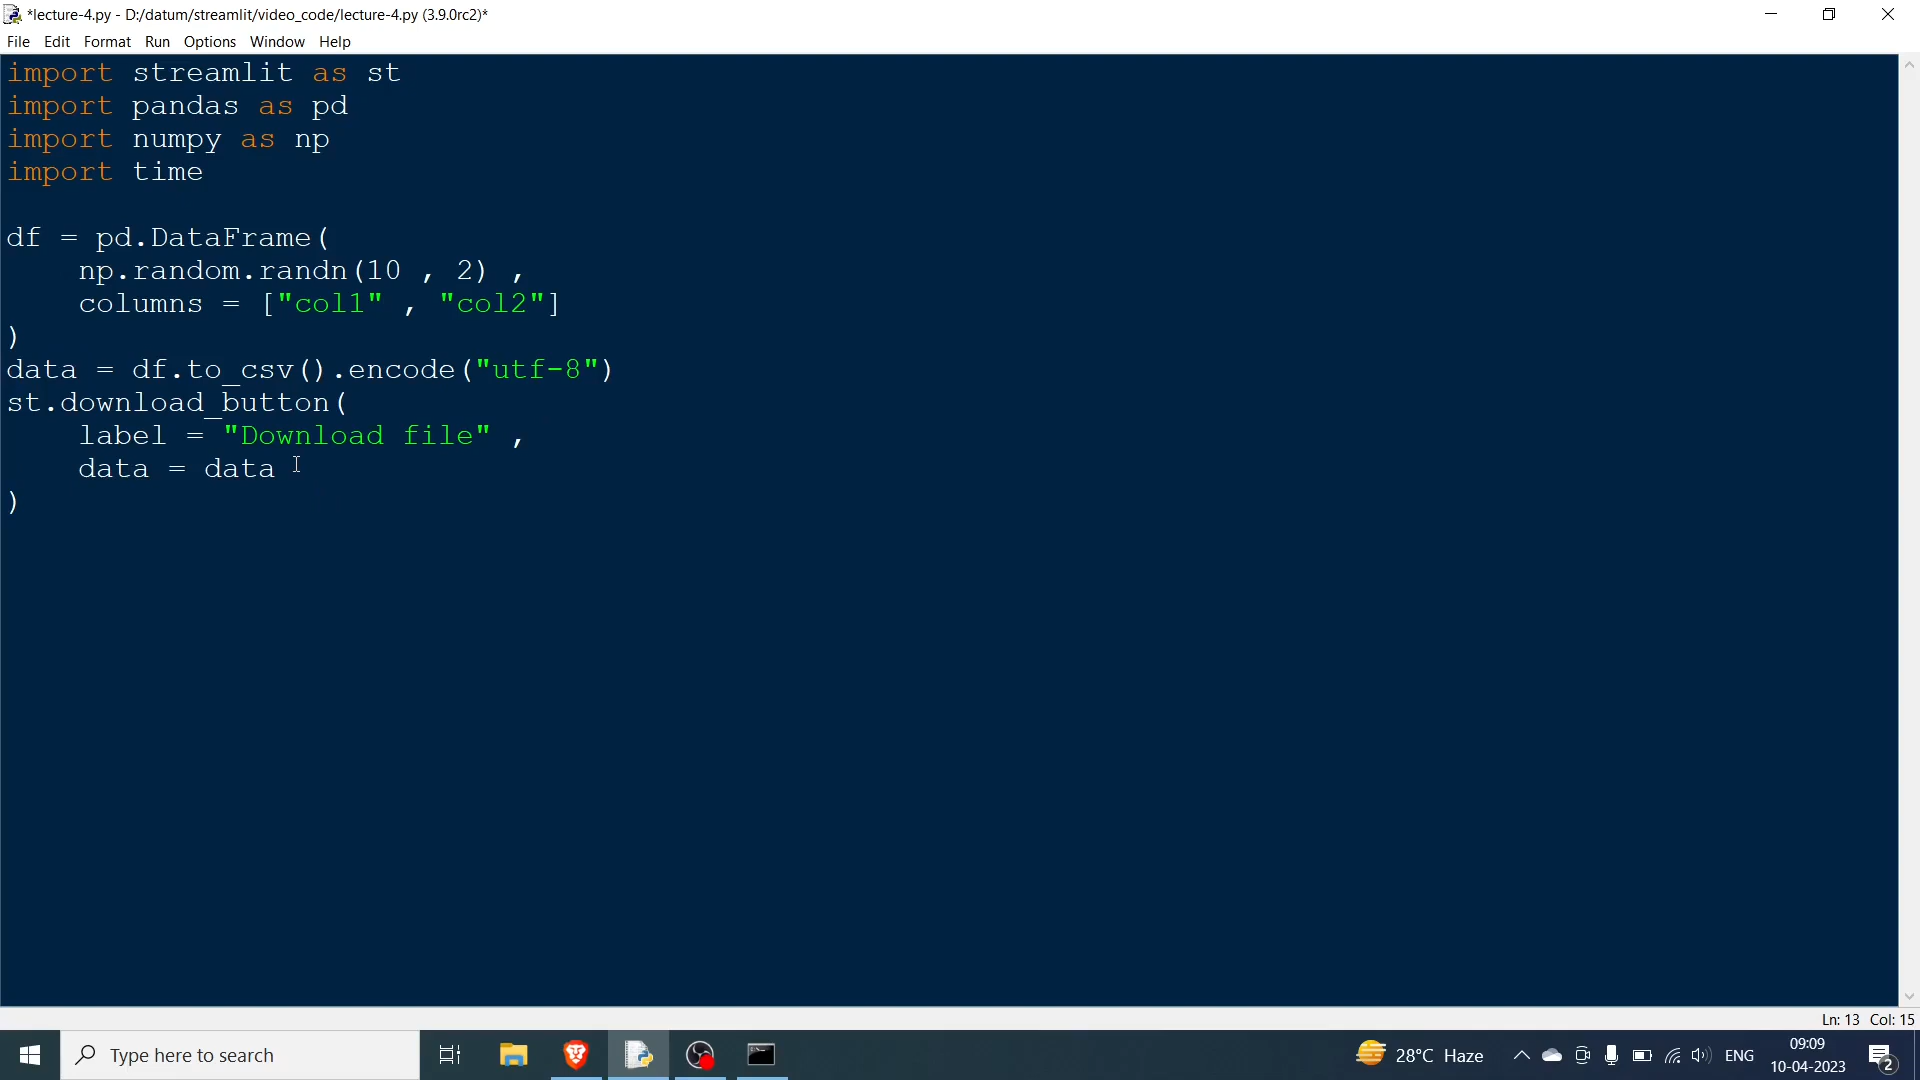 *lecture-4.py - D:/datum/streamlit/video_code/lecture-4.py (3.9.0rc2)*
File Edit Format Run Options Window Help
import streamlit as st
import pandas as pd
import numpy as np
import time
df = pd.DataFrame(
    np.random.randn(10 , 2) ,
    columns = ["col1" , "col2"]
)
data = df.to_csv().encode("utf-8")
st.download_button(
    label = "Download file" ,
    data = data
)
Ln: 13 Col: 15
Type here to search
28°C Haze
ENG
09:09
10-04-2023
2